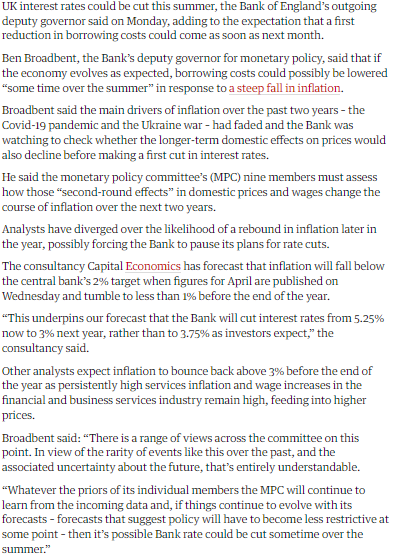 UK interest rates could be cut this summer, the Bank of England's outgoing
deputy governor said on Monday, adding to the expectation that a first
reduction in borrowing costs could come as soon as next month.
Ben Broadbent, the Bank's deputy governor for monetary policy, said that if
the economy evolves as expected, borrowing costs could possibly be lowered
“some time over the summer” in response to a steep fall in inflation.
Broadbent said the main drivers of inflation over the past two years – the
Covid-19 pandemic and the Ukraine war – had faded and the Bank was
watching to check whether the longer-term domestic effects on prices would
also decline before making a first cut in interest rates.
He said the monetary policy committee's (MPC) nine members must assess
how those “second-round effects” in domestic prices and wages change the
course of inflation over the next two years.
Analysts have diverged over the likelihood of a rebound in inflation later in
the year, possibly forcing the Bank to pause its plans for rate cuts.
The consultancy Capital Economics has forecast that inflation will fall below
the central bank's 2% target when figures for April are published on
Wednesday and tumble to less than 1% before the end of the year.
“This underpins our forecast that the Bank will cut interest rates from 5.25%
now to 3% next year, rather than to 3.75% as investors expect,” the
consultancy said.
Other analysts expect inflation to bounce back above 3% before the end of
the year as persistently high services inflation and wage increases in the
financial and business services industry remain high, feeding into higher
prices.
Broadbent said: “There is a range of views across the committee on this
point. In view of the rarity of events like this over the past, and the
associated uncertainty about the future, that's entirely understandable.
“Whatever the priors of its individual members the MPC will continue to
learn from the incoming data and, if things continue to evolve with its
forecasts – forecasts that suggest policy will have to become less restrictive at
some point – then it's possible Bank rate could be cut sometime over the
summer.”